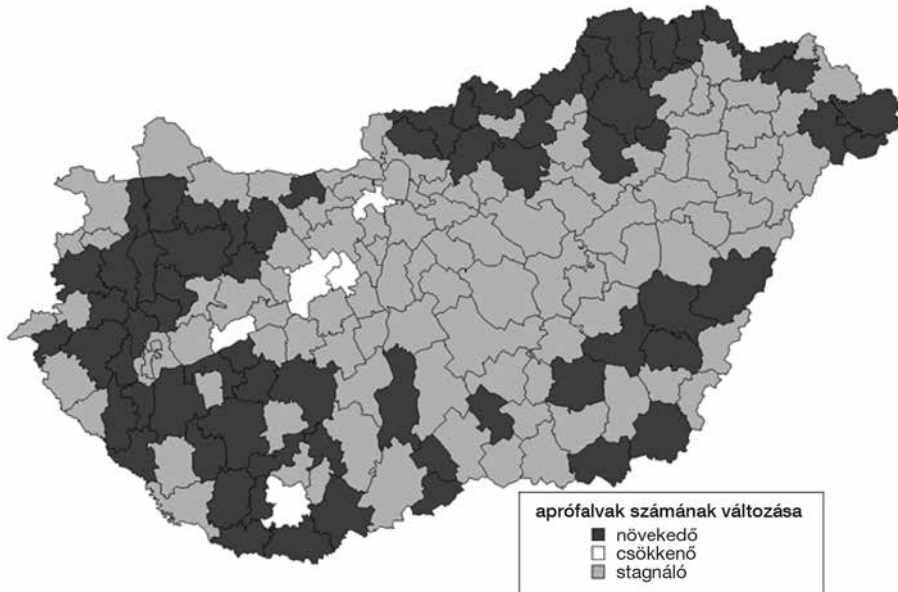 aprófalvak számának változása
növekedő
csökkenő
stagnáló